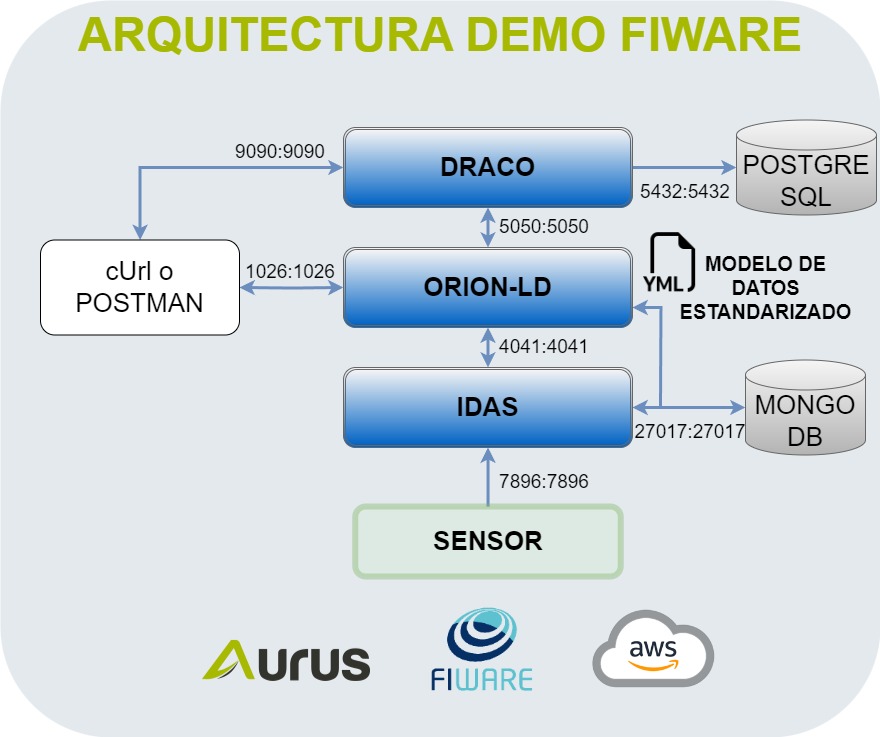 ARQUITECTURA DEMO FIWARE
9090:9090
DRACO
5432:5432
POSTGRE
SQL
5050:5050
cUrl o
POSTMAN
1026:1026
ORION-LD
YML
MODELO DE
DATOS
ESTANDARIZADO
4041:4041
IDAS
27017:27017
MONGO
DB
7896:7896
SENSOR
Aurus
FIWARE
aws